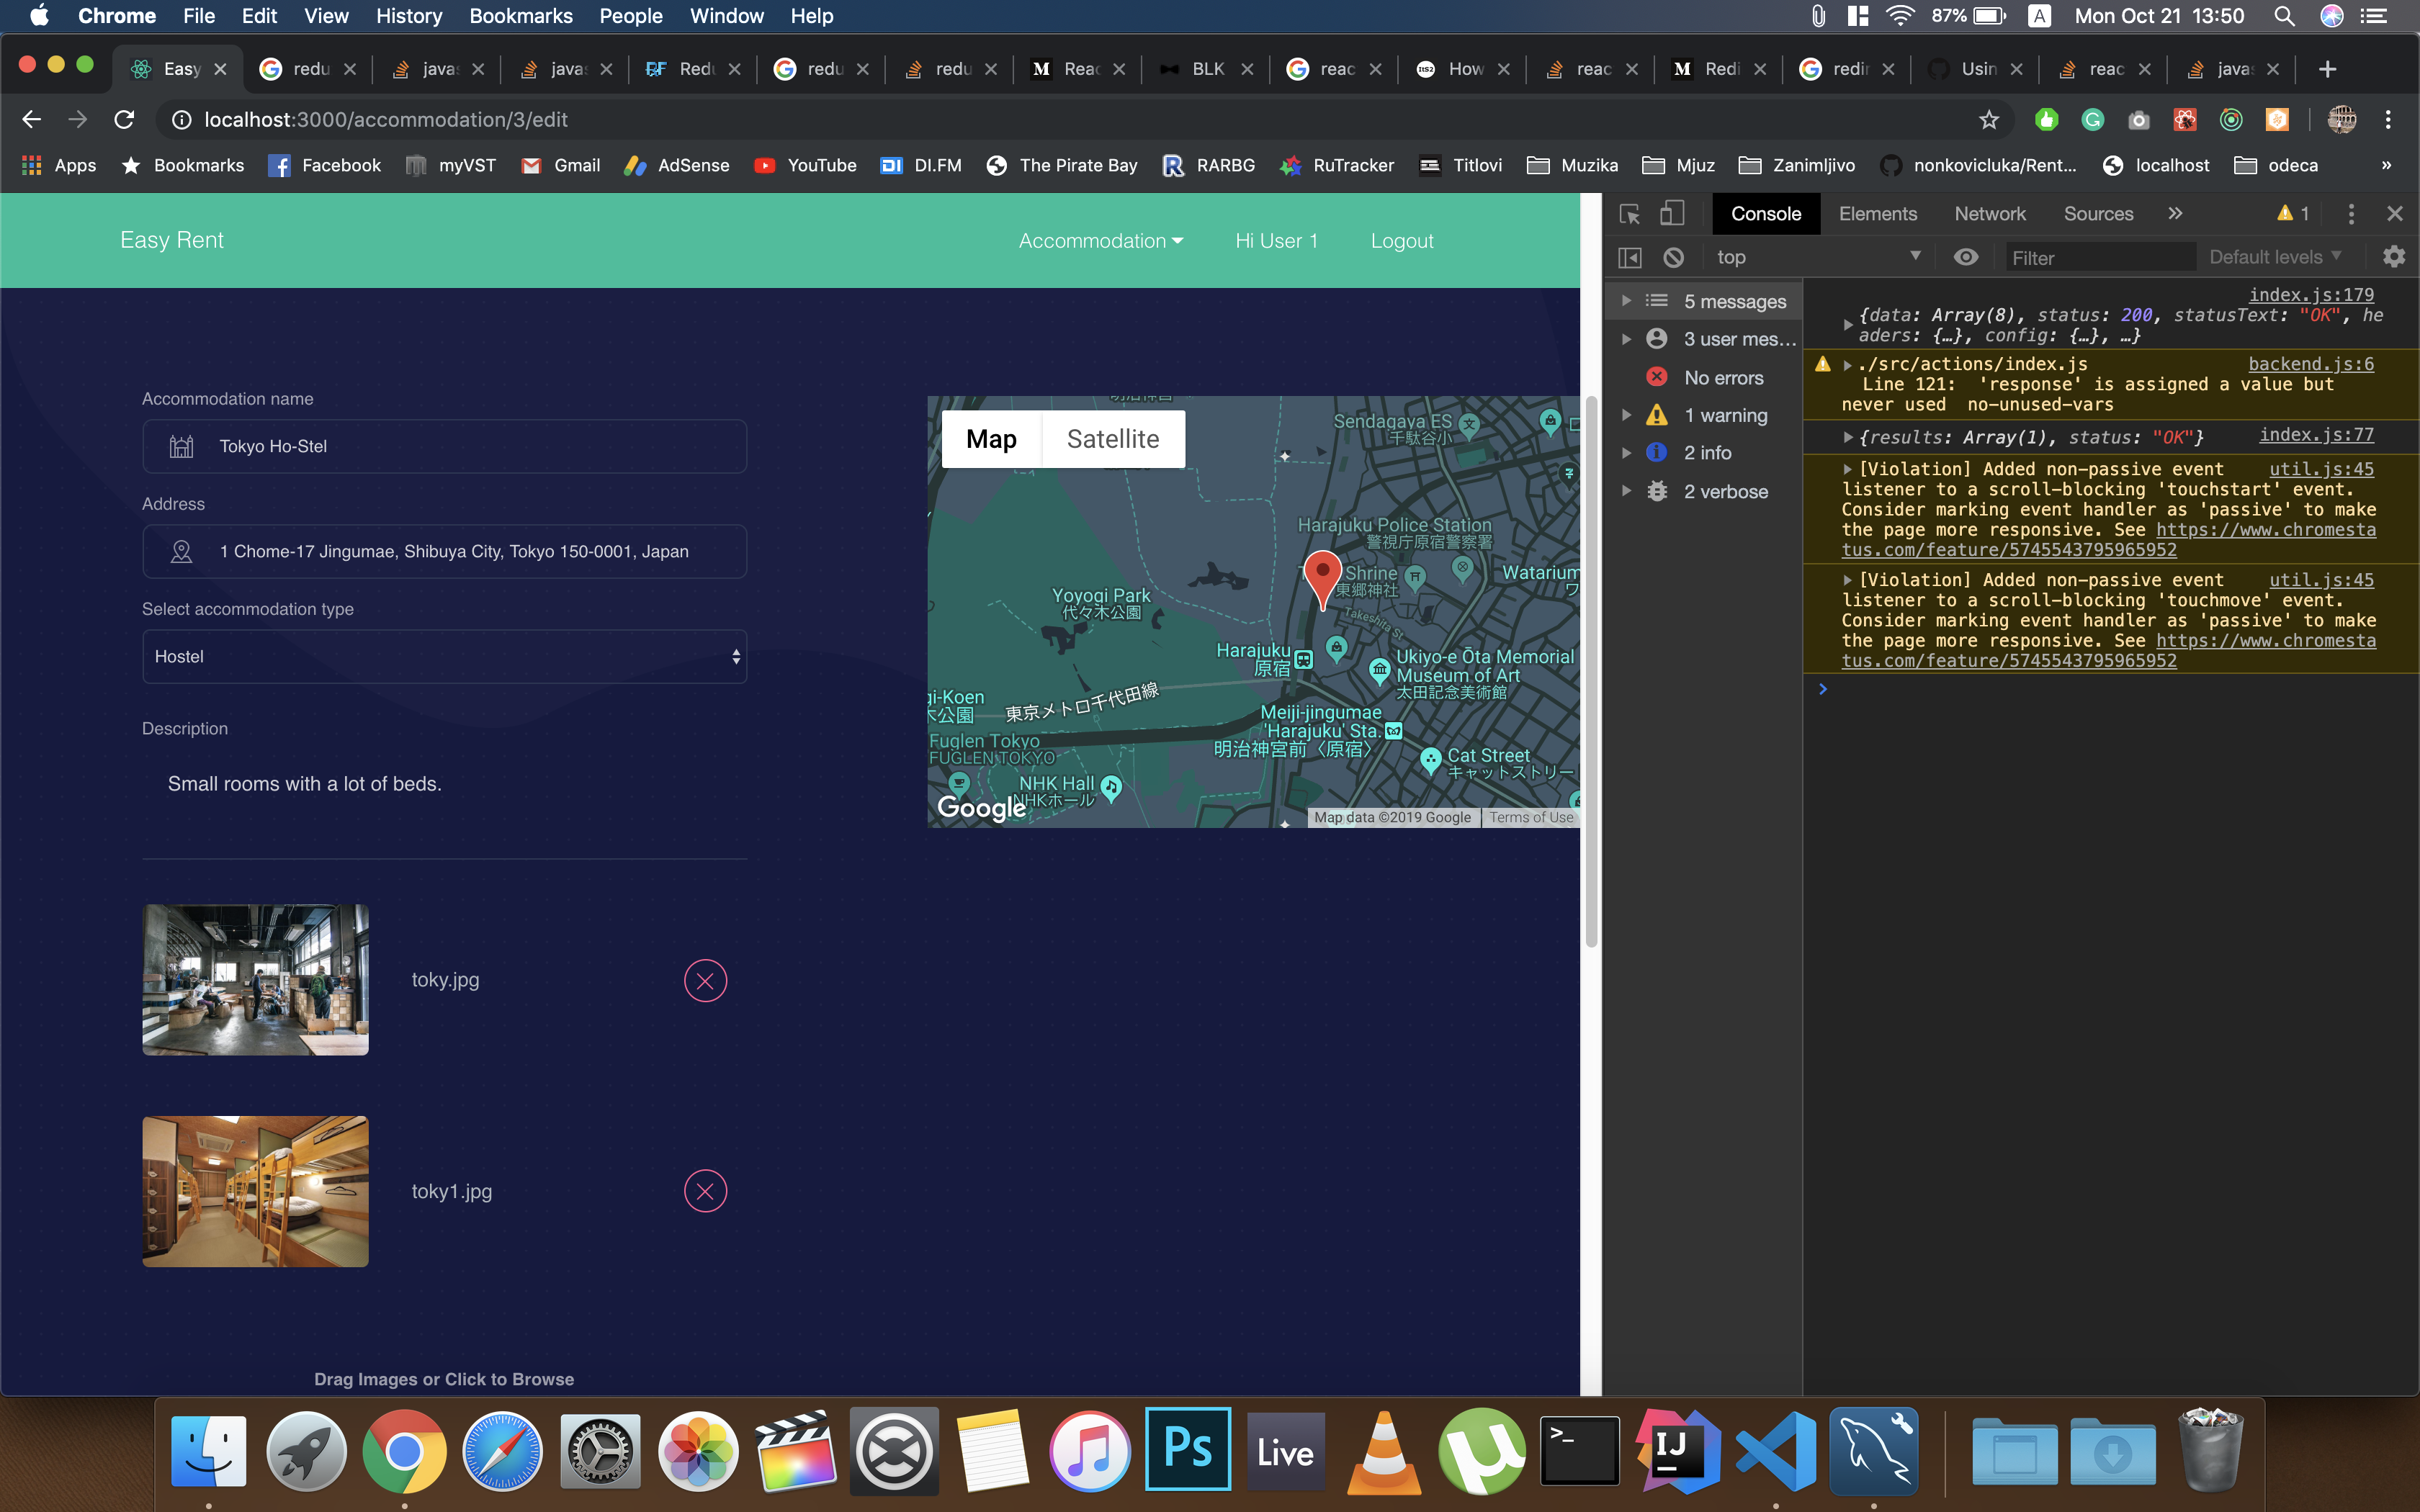 Chrome File Edit View History Bookmarks People Window Help 87% A Mon Oct 21 13:50
Easy redu javas javas Redu redu redu Reac BLK reac How reac Redi redir Usin reac javas
localhost:3000/accommodation/3/edit
Apps Bookmarks Facebook myVST Gmail AdSense YouTube DI.FM The Pirate Bay RARBG RuTracker Titlovi Muzika Mjuz Zanimljivo nonkovicluka/Rent... localhost odeca »
Easy Rent Accommodation Hi User 1 Logout
Accommodation name
Tokyo Ho-Stel
Address
1 Chome-17 Jingumae, Shibuya City, Tokyo 150-0001, Japan
Select accommodation type
Hostel
Description
Small rooms with a lot of beds.
toky.jpg
toky1.jpg
Drag Images or Click to Browse
Map Satellite
Sendagaya ES
千駄谷小
Harajuku Police Station
警視庁原宿警察署
Shrine
東郷神社
Watarium
ワ
Yoyogi Park
代々木公園
Takeshita St
Harajuku
原宿
Ukiyo-e Ōta Memorial
Museum of Art
太田記念美術館
gi-Koen
木公園
東京メトロ千代田線
Meiji-jingumae
'Harajuku' Sta.
明治神宮前〈原宿〉
Fuglen Tokyo
FUGLEN TOKYO
Cat Street
キャットストリー
NHK Hall
NHKホール
Google
Map data ©2019 Google Terms of Use
Console Elements Network Sources » 1
top Filter Default levels
5 messages
3 user mes...
No errors
1 warning
2 info
2 verbose
index.js:179
{data: Array(8), status: 200, statusText: "OK", he
aders: {…}, config: {…}, …}
./src/actions/index.js backend.js:6
Line 121: 'response' is assigned a value but
never used no-unused-vars
{results: Array(1), status: "OK"} index.js:77
[Violation] Added non-passive event util.js:45
listener to a scroll-blocking 'touchstart' event.
Consider marking event handler as 'passive' to make
the page more responsive. See https://www.chromesta
tus.com/feature/5745543795965952
[Violation] Added non-passive event util.js:45
listener to a scroll-blocking 'touchmove' event.
Consider marking event handler as 'passive' to make
the page more responsive. See https://www.chromesta
tus.com/feature/5745543795965952
Ps Live >_ IJ